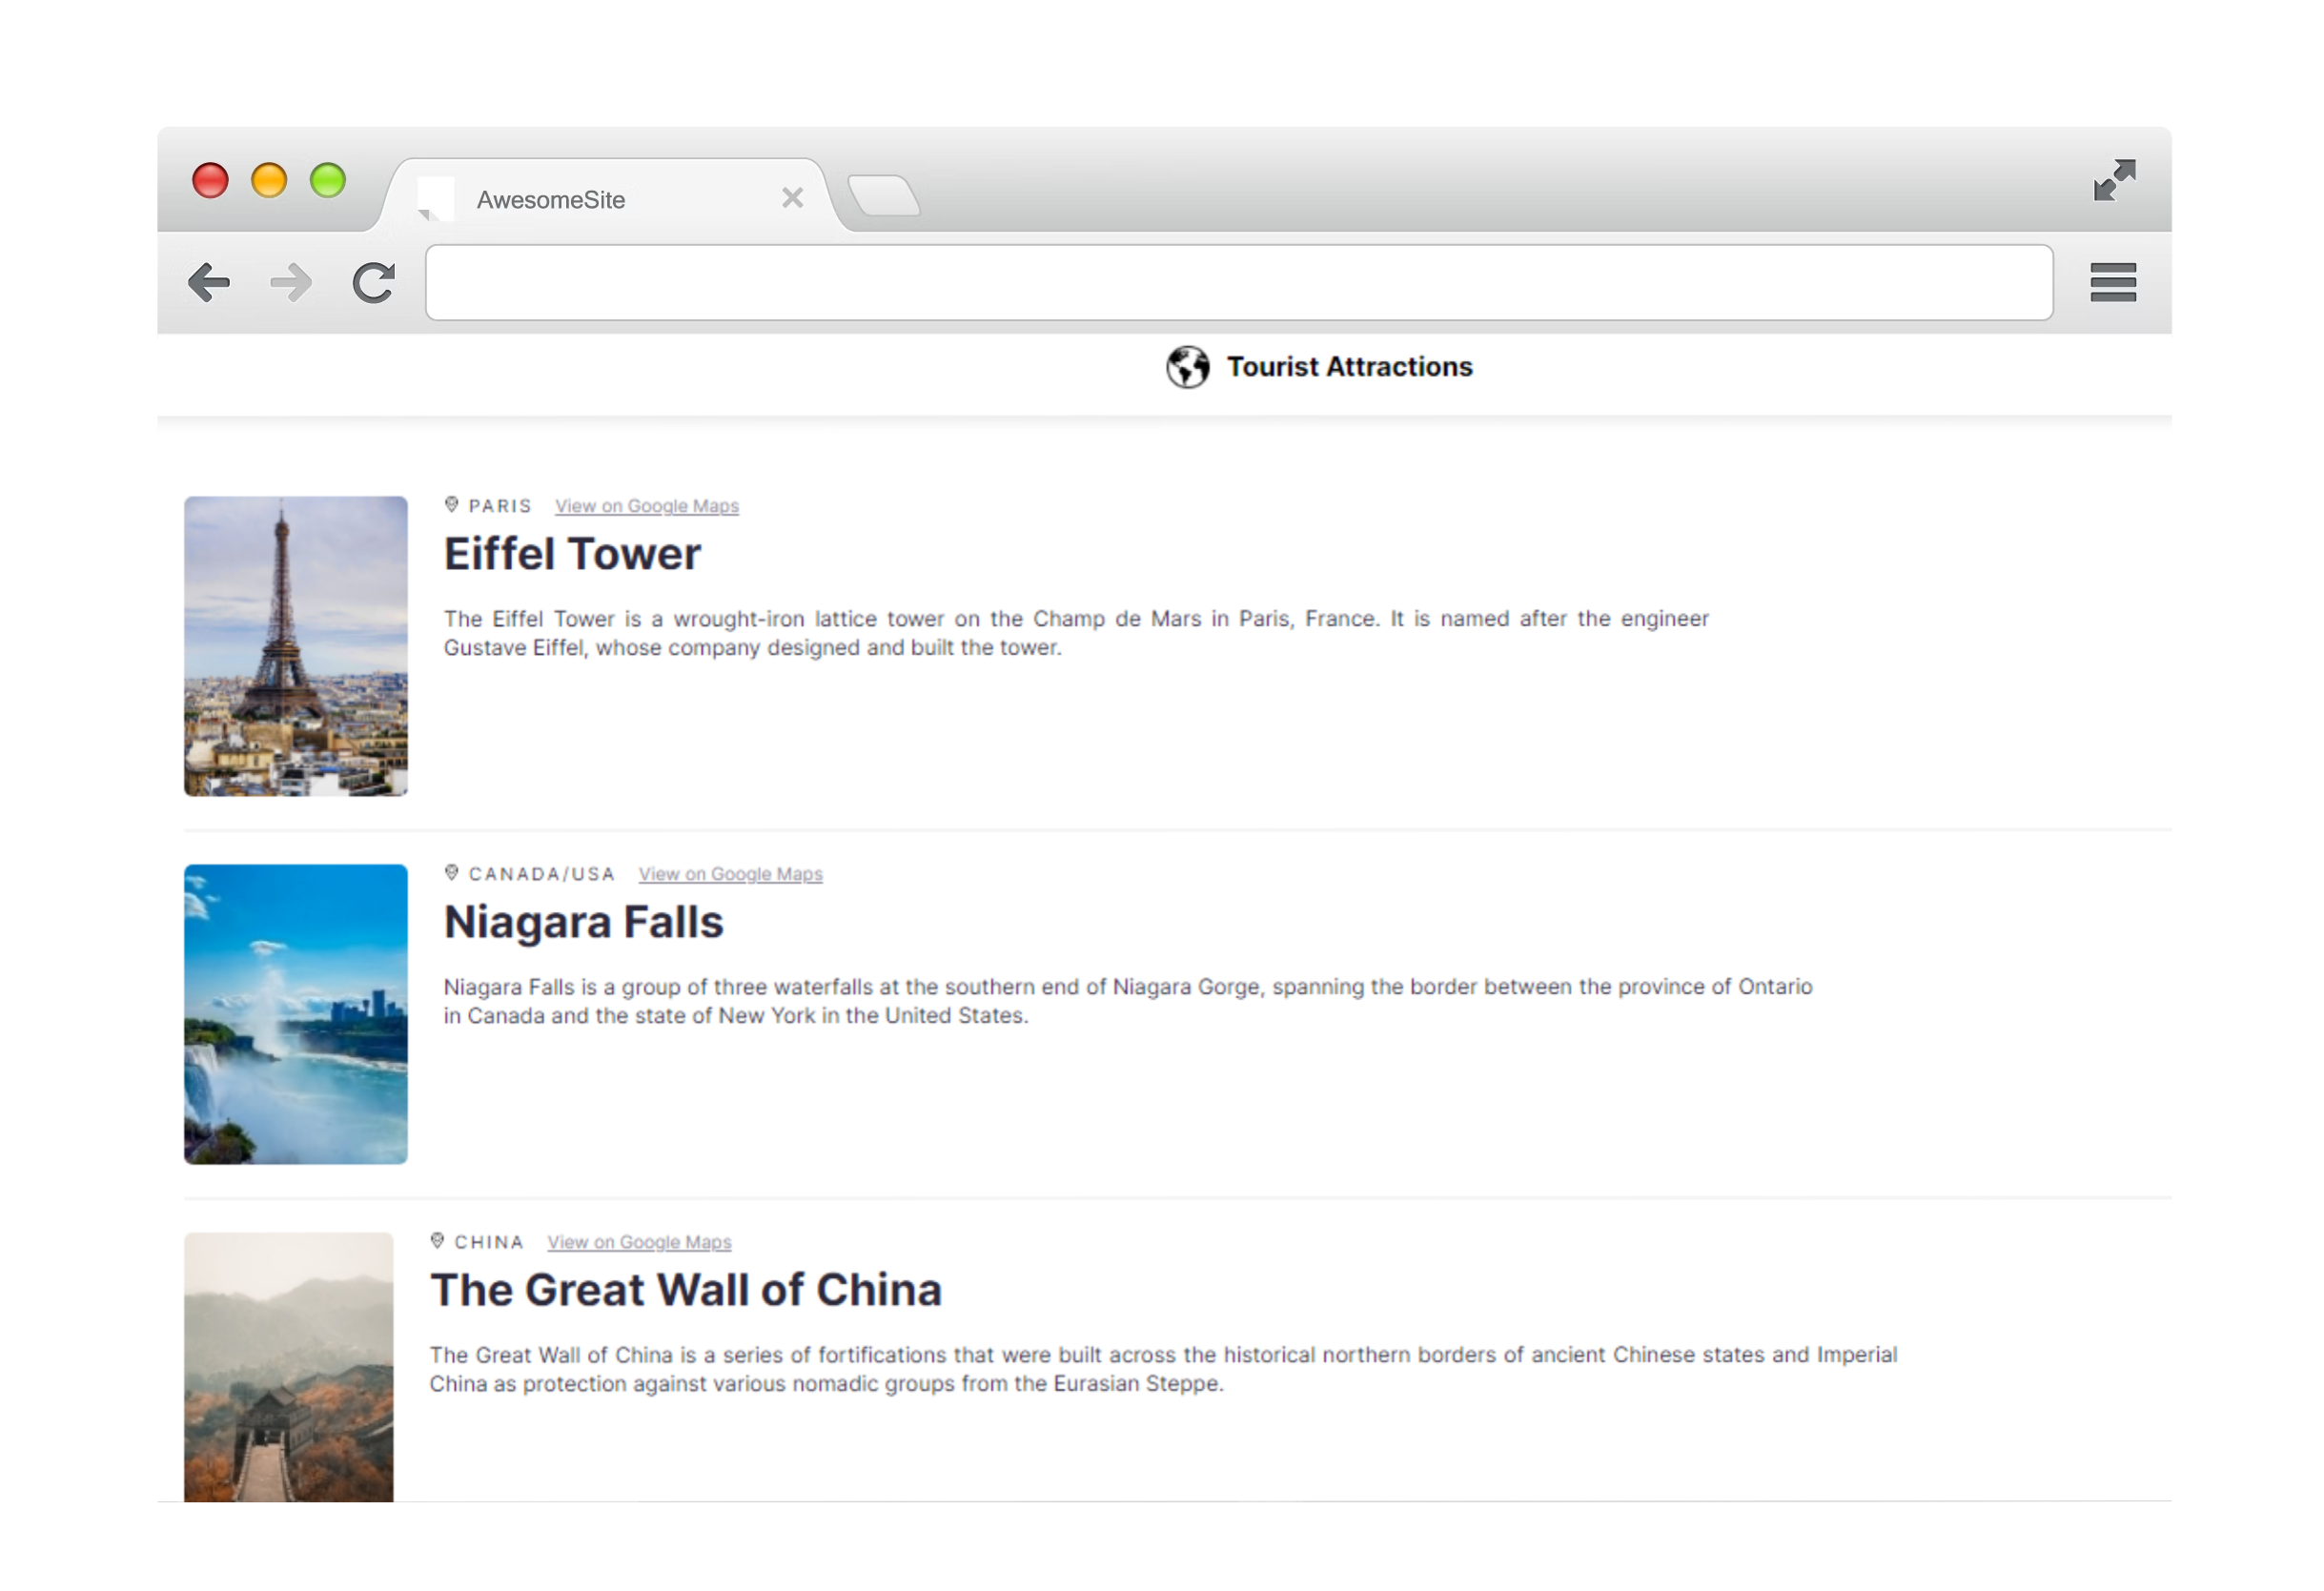 AwesomeSite
Tourist Attractions
PARIS View on Google Maps
Eiffel Tower
The Eiffel Tower is a wrought-iron lattice tower on the Champ de Mars in Paris, France. It is named after the engineer
Gustave Eiffel, whose company designed and built the tower.
CANADA/USA View on Google Maps
Niagara Falls
Niagara Falls is a group of three waterfalls at the southern end of Niagara Gorge, spanning the border between the province of Ontario
in Canada and the state of New York in the United States.
CHINA View on Google Maps
The Great Wall of China
The Great Wall of China is a series of fortifications that were built across the historical northern borders of ancient Chinese states and Imperial
China as protection against various nomadic groups from the Eurasian Steppe.